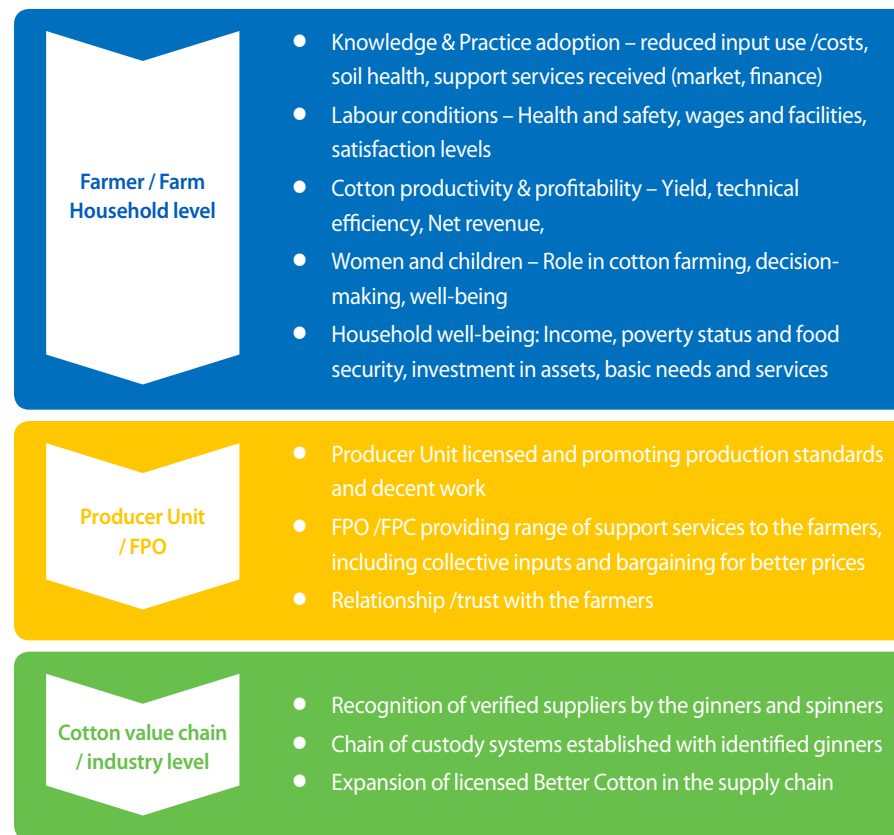 Farmer / Farm
Household level
● Knowledge & Practice adoption – reduced input use /costs,
soil health, support services received (market, finance)
● Labour conditions – Health and safety, wages and facilities,
satisfaction levels
● Cotton productivity & profitability – Yield, technical
efficiency, Net revenue,
● Women and children – Role in cotton farming, decision-
making, well-being
● Household well-being: Income, poverty status and food
security, investment in assets, basic needs and services
Producer Unit
/ FPO
● Producer Unit licensed and promoting production standards
and decent work
● FPO /FPC providing range of support services to the farmers,
including collective inputs and bargaining for better prices
● Relationship /trust with the farmers
Cotton value chain
/ industry level
● Recognition of verified suppliers by the ginners and spinners
● Chain of custody systems established with identified ginners
● Expansion of licensed Better Cotton in the supply chain